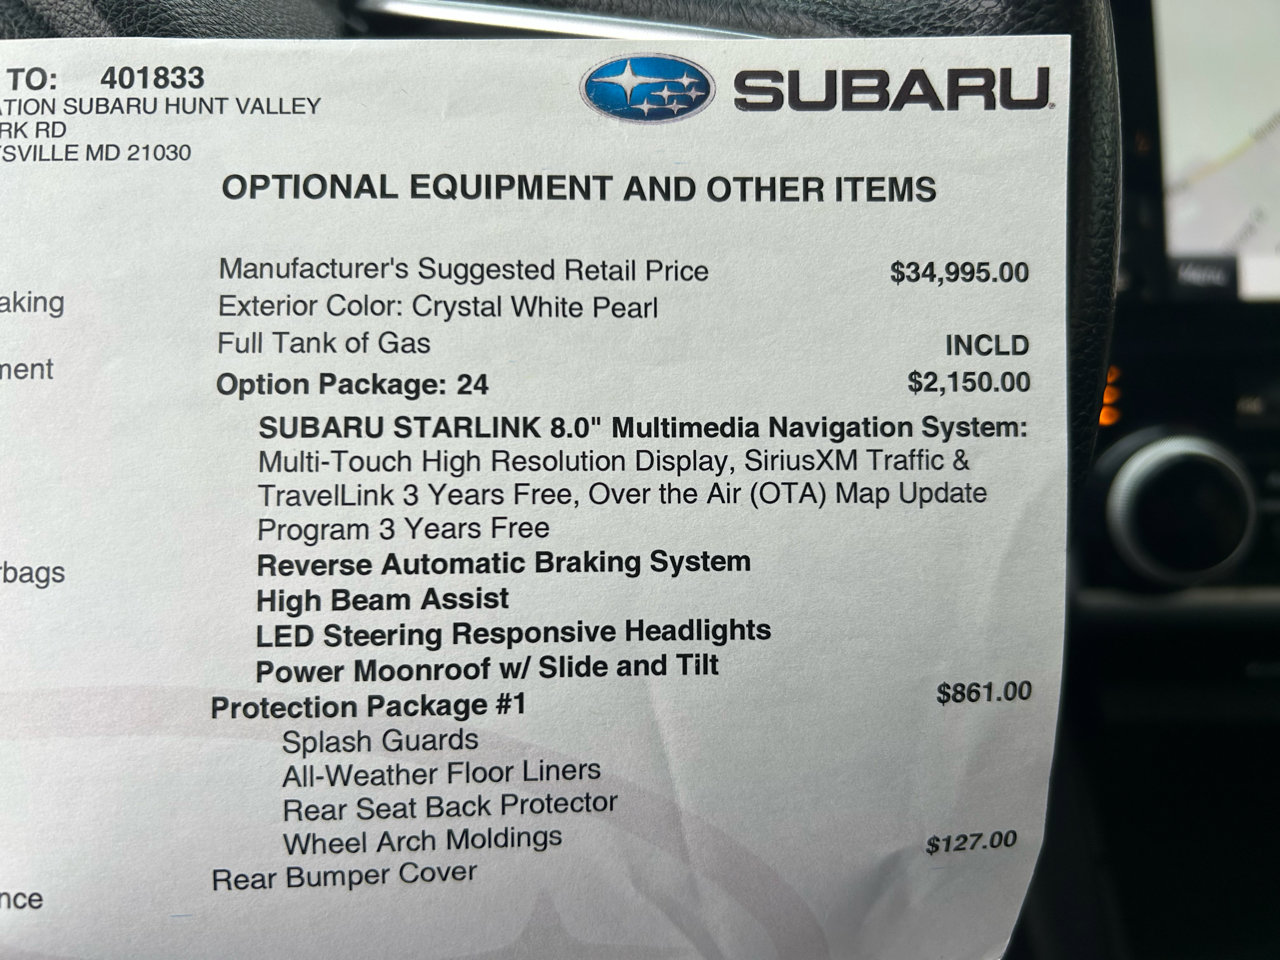 TO: 401833
ATION SUBARU HUNT VALLEY
RK RD
SVILLE MD 21030
SUBARU
OPTIONAL EQUIPMENT AND OTHER ITEMS
Manufacturer's Suggested Retail Price $34,995.00
Exterior Color: Crystal White Pearl
Full Tank of Gas INCLD
Option Package: 24 $2,150.00
SUBARU STARLINK 8.0" Multimedia Navigation System:
Multi-Touch High Resolution Display, SiriusXM Traffic &
TravelLink 3 Years Free, Over the Air (OTA) Map Update
Program 3 Years Free
Reverse Automatic Braking System
High Beam Assist
LED Steering Responsive Headlights
Power Moonroof w/ Slide and Tilt
Protection Package #1 $861.00
Splash Guards
All-Weather Floor Liners
Rear Seat Back Protector
Wheel Arch Moldings
Rear Bumper Cover $127.00
aking
ment
rbags
nce
Menu